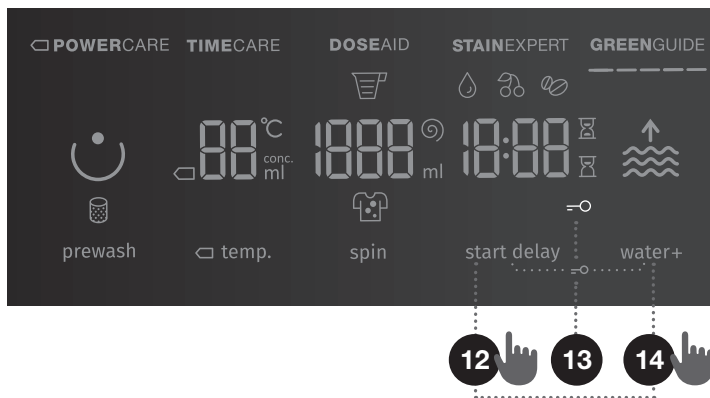 POWERCARE TIMECARE DOSEAID STAINEXPERT GREENGUIDE
88 °C 1888 18:88
conc.
ml ml
prewash temp. spin start delay water+
12 13 14